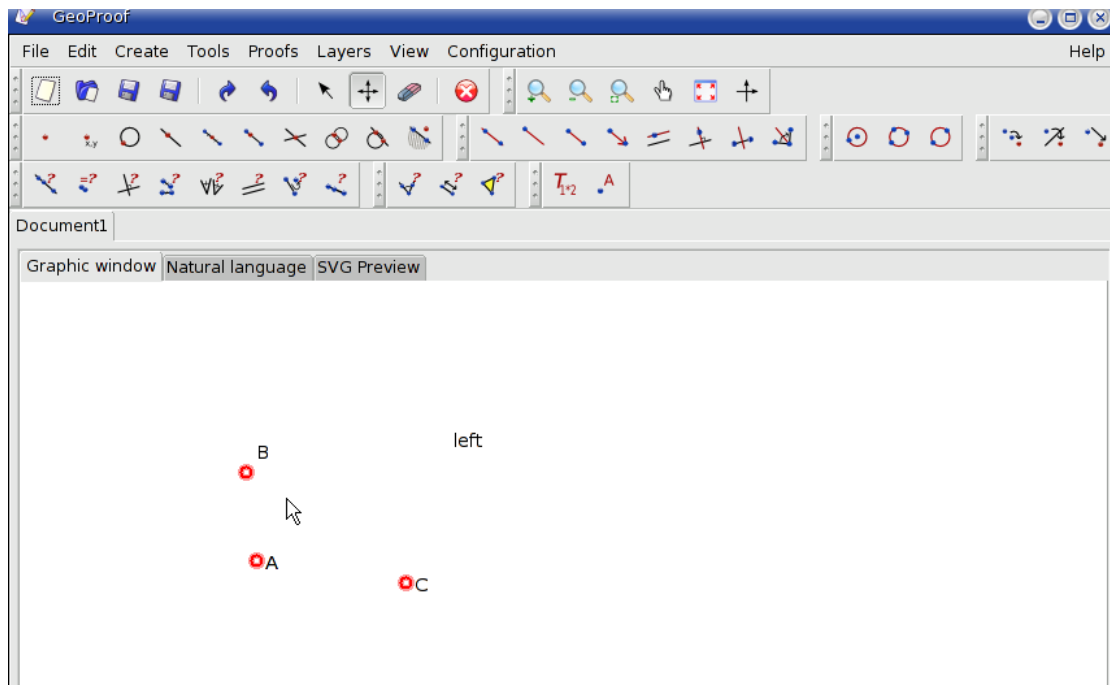 GeoProof
File Edit Create Tools Proofs Layers View Configuration Help
x,y
? =? ? ? ? ? ? ? ? ? ? T1*2 A
Document1
Graphic window Natural language SVG Preview
left
B
A
C